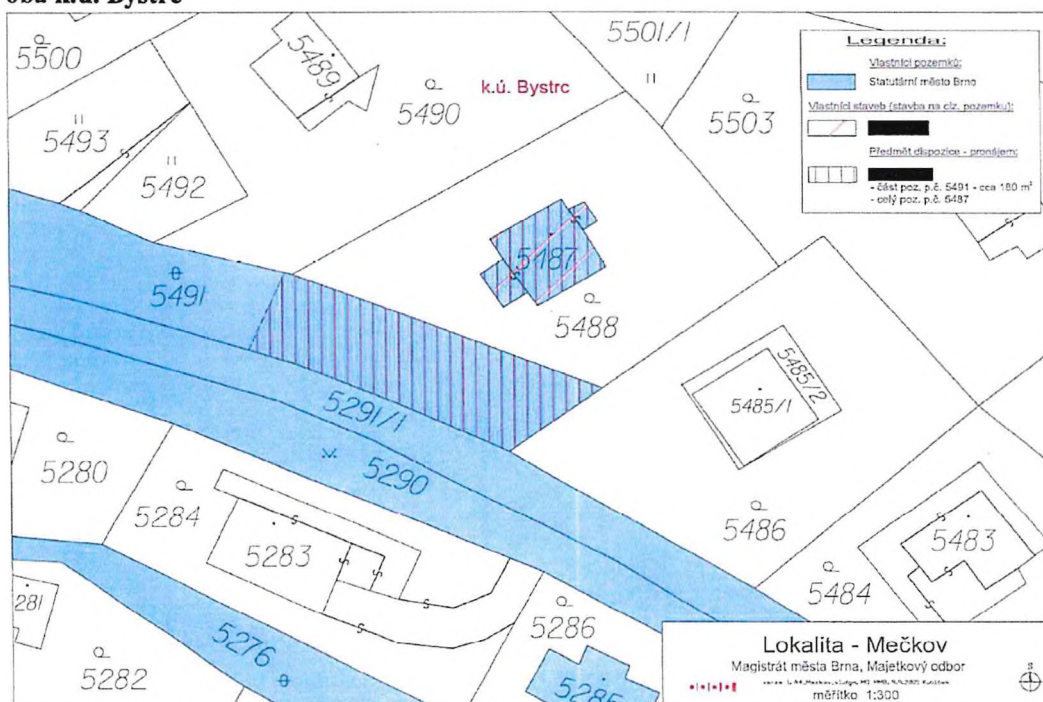 oba k.ú. Bystrc
5500
5489
5501/1
k.ú. Bystrc
5490
5503
5493
5492
Legenda:
Vlastníci pozemků:
Statutární město Brno
Vlastníci staveb (stavba na ciz. pozemku):
Předmět dispozice - pronájem:
- část poz. p.č. 5491 - cca 180 m²
- celý poz. p.č. 5487
5487
5491
5488
5485/2
5485/1
5291/1
5290
5280
5284
5283
5486
5483
5484
281
5276
5286
5282
5285
Lokalita - Mečkov
Magistrát města Brna, Majetkový odbor
měřítko 1:300
S